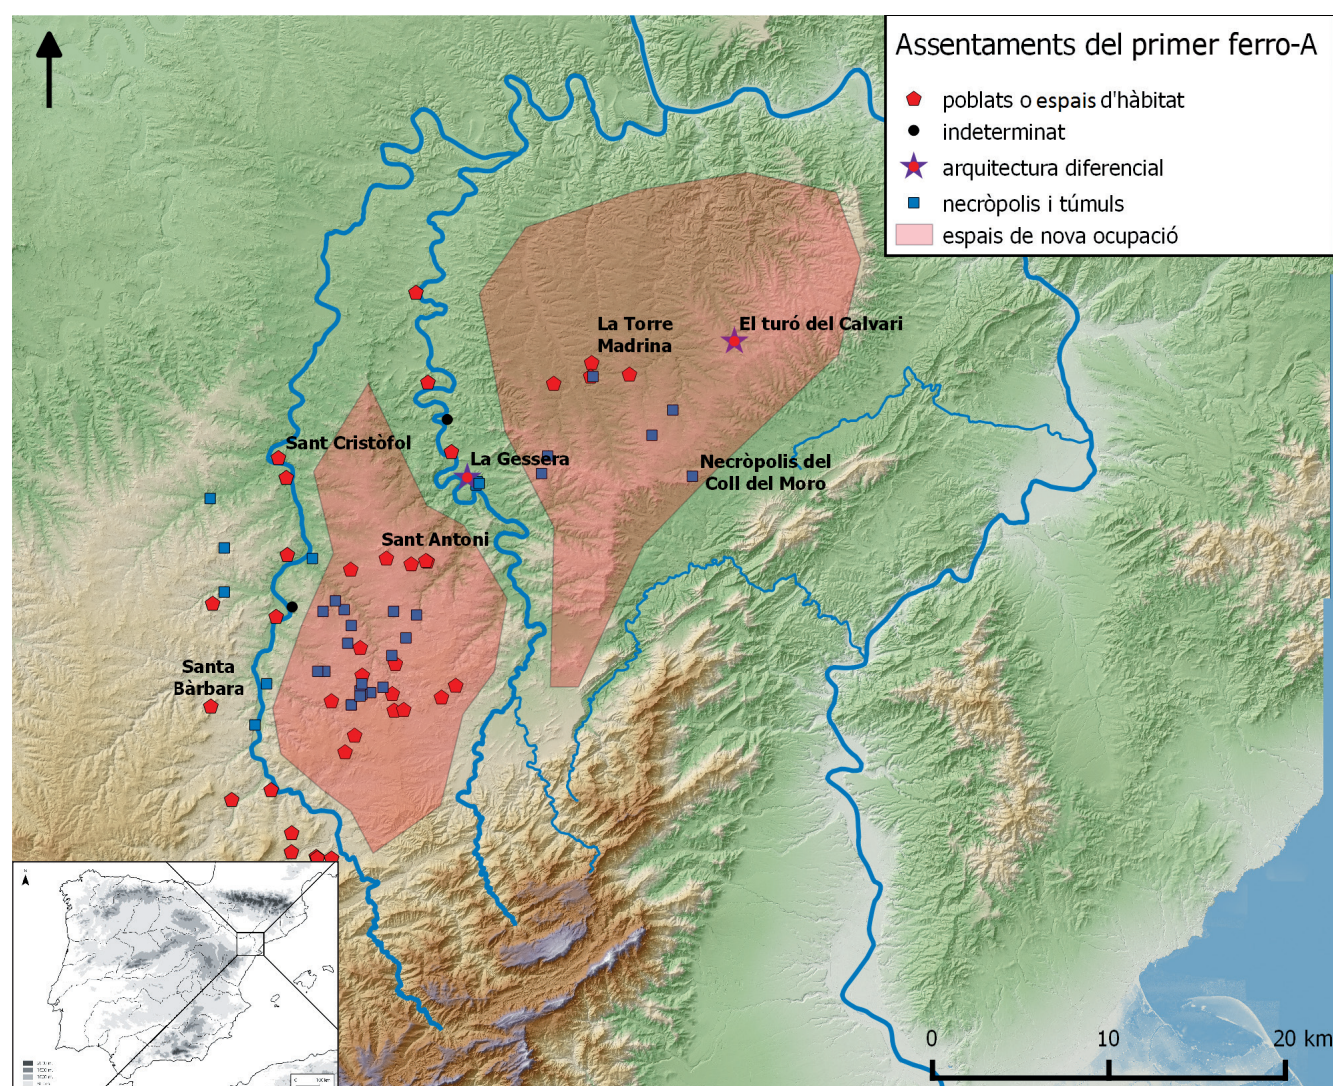 Assentaments del primer ferro-A
poblats o espais d'hàbitat
indeterminat
arquitectura diferencial
necròpolis i túmuls
espais de nova ocupació
La Torre
Madrina
El turó del Calvari
Sant Cristòfol
La Gessera
Necròpolis del
Coll del Moro
Sant Antoni
Santa
Bàrbara
0 10 20 km